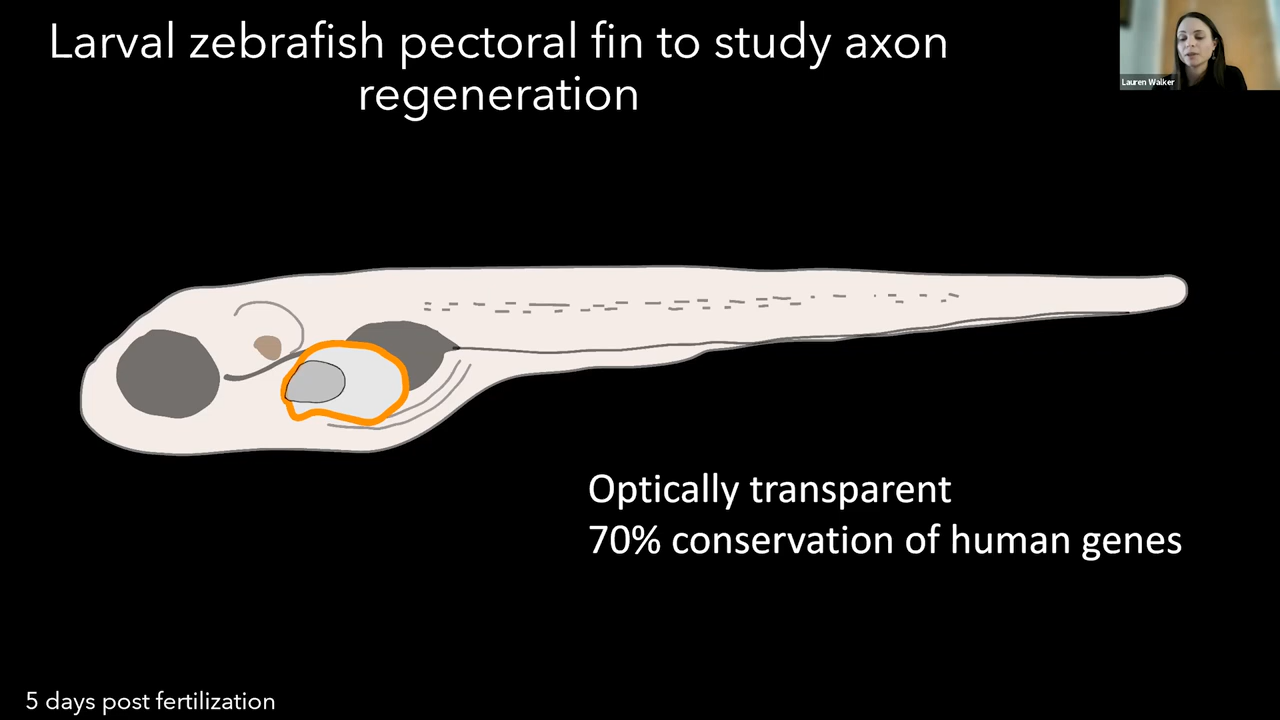 Larval zebrafish pectoral fin to study axon
regeneration
Lauren Walker
Optically transparent
70% conservation of human genes
5 days post fertilization